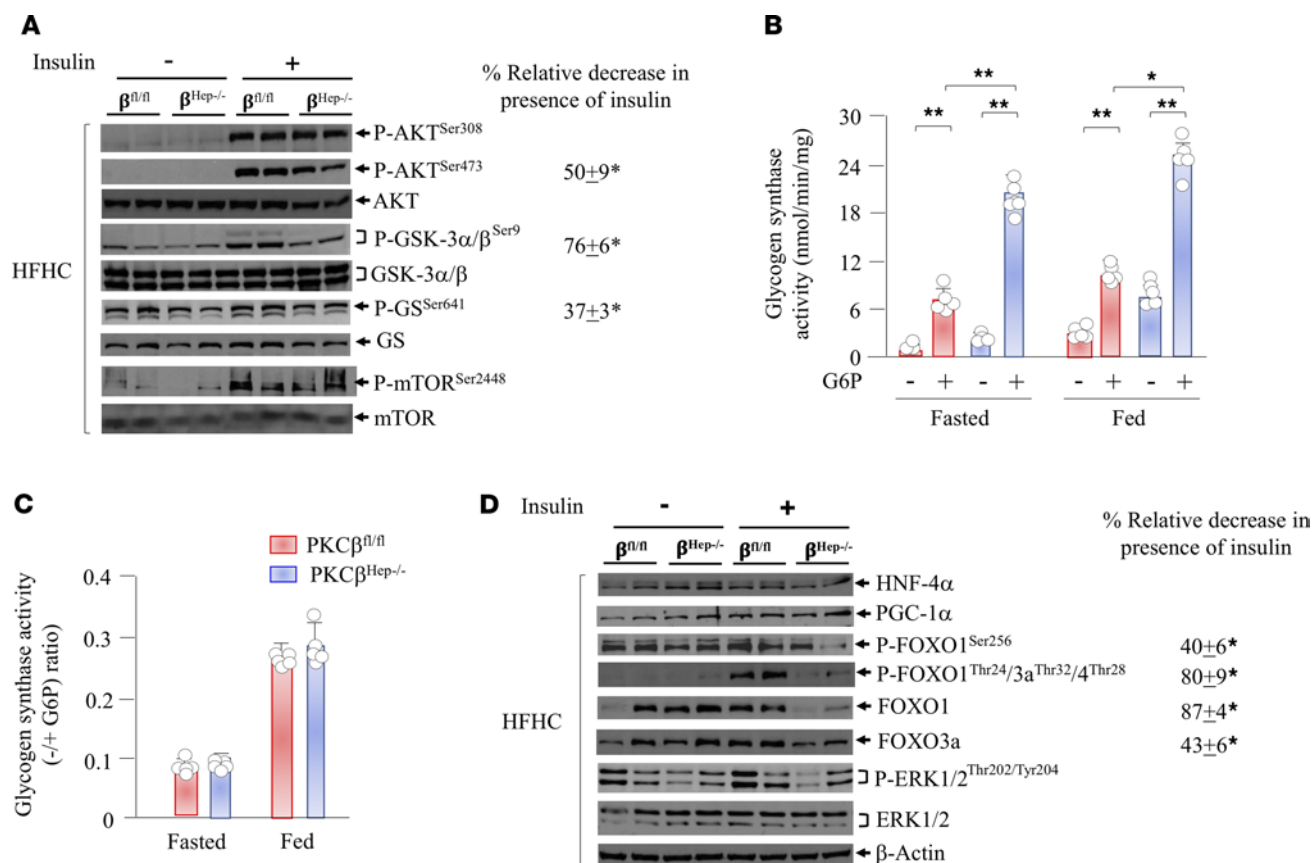 A
Insulin - +
βfl/fl βHep-/- βfl/fl βHep-/-
% Relative decrease in
presence of insulin
P-AKTSer308
P-AKTSer473 50±9*
AKT
P-GSK-3α/βSer9 76±6*
HFHC
GSK-3α/β
P-GSSer641 37±3*
GS
P-mTORSer2448
mTOR
B
** *
** ** ** **
Glycogen synthase
activity (nmol/min/mg)
30
24
18
12
6
0
G6P - + - + - + - +
Fasted Fed
C
PKCβfl/fl
PKCβHep-/-
Glycogen synthase activity
(-/+ G6P) ratio
0.4
0.3
0.2
0.1
0
Fasted Fed
D
Insulin - +
βfl/fl βHep-/- βfl/fl βHep-/-
% Relative decrease in
presence of insulin
HNF-4α
PGC-1α
P-FOXO1Ser256 40±6*
P-FOXO1Thr24/3aThr32/4Thr28 80±9*
HFHC
FOXO1 87±4*
FOXO3a 43±6*
P-ERK1/2Thr202/Tyr204
ERK1/2
β-Actin